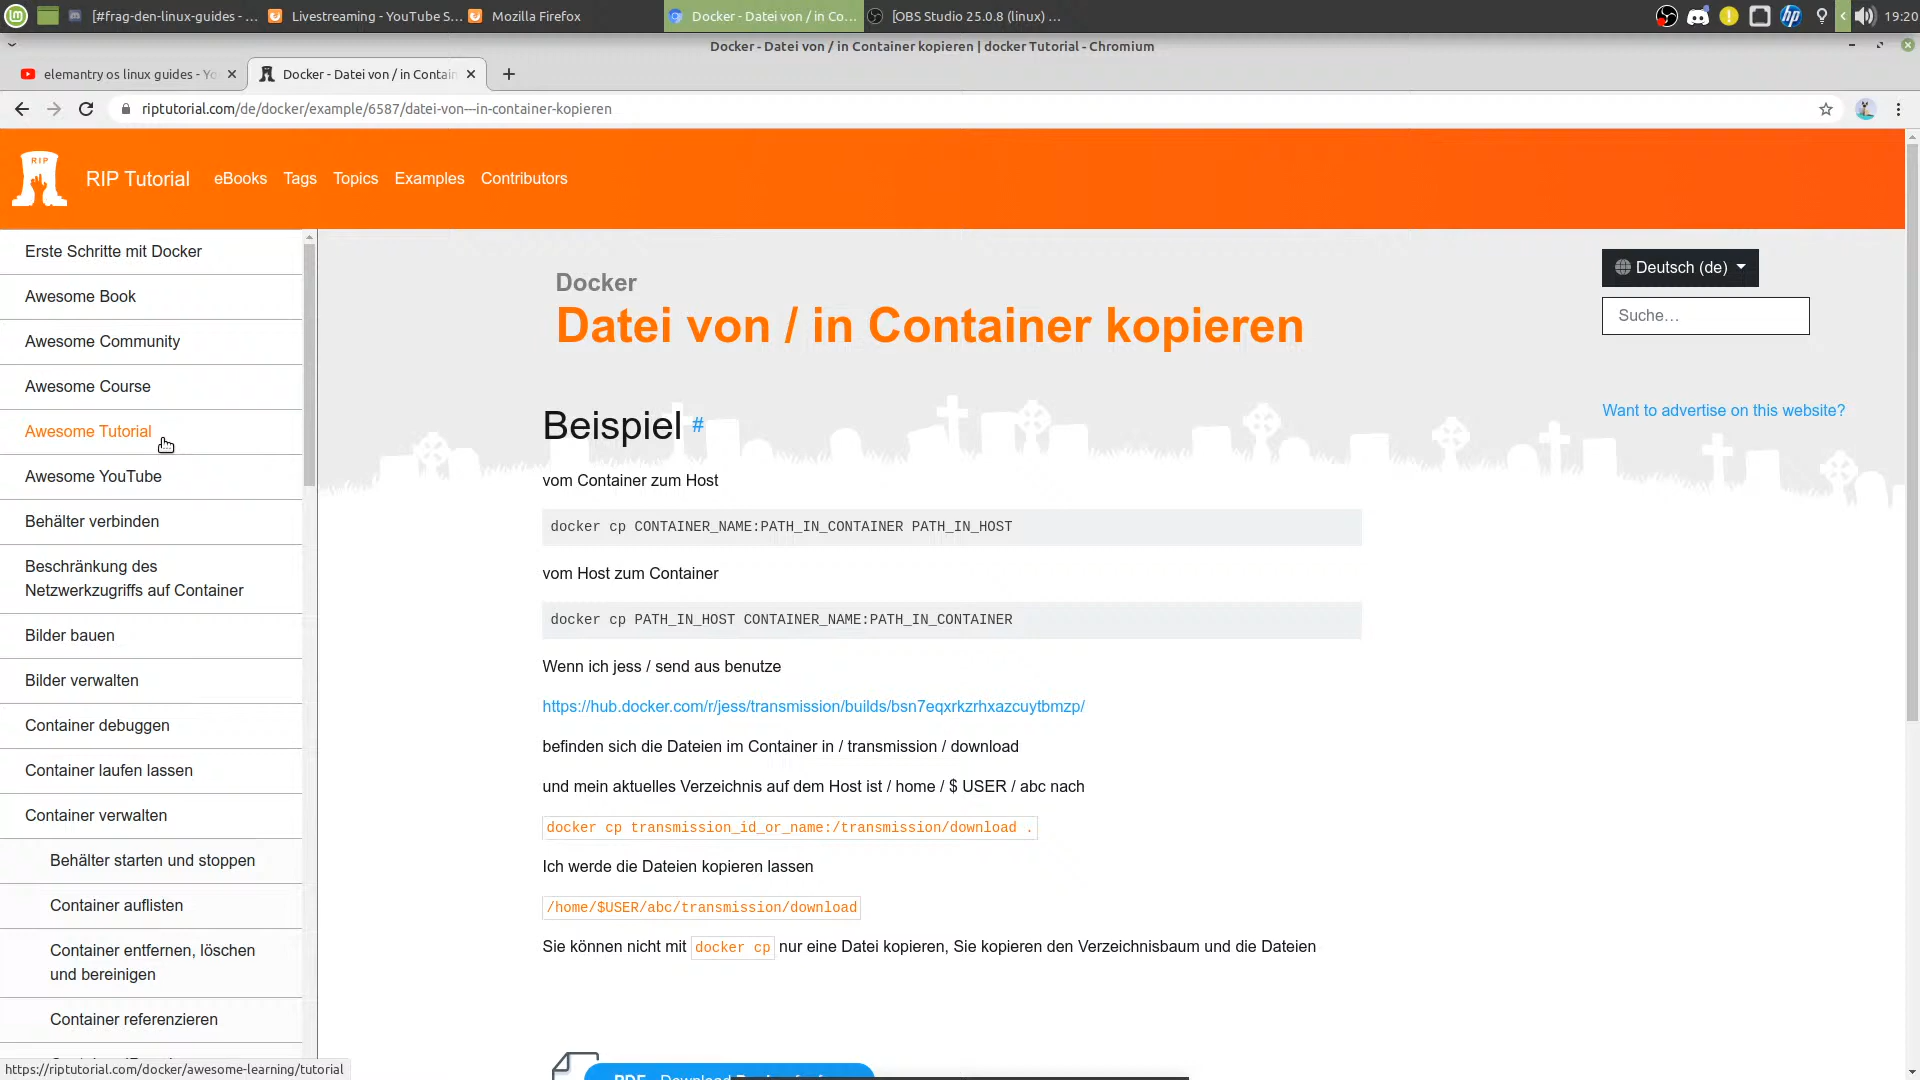 [#frag-den-linux-guides - ...
Livestreaming - YouTube S...
Mozilla Firefox
Docker - Datei von / in Co...
[OBS Studio 25.0.8 (linux) ...
hp
19:20
Docker - Datei von / in Container kopieren | docker Tutorial - Chromium
elemantry os linux guides - Yo
Docker - Datei von / in Contain
riptutorial.com/de/docker/example/6587/datei-von---in-container-kopieren
RIP
RIP Tutorial
eBooks
Tags
Topics
Examples
Contributors
Erste Schritte mit Docker
Awesome Book
Awesome Community
Awesome Course
Awesome Tutorial
Awesome YouTube
Behälter verbinden
Beschränkung des
Netzwerkzugriffs auf Container
Bilder bauen
Bilder verwalten
Container debuggen
Container laufen lassen
Container verwalten
Behälter starten und stoppen
Container auflisten
Container entfernen, löschen
und bereinigen
Container referenzieren
https://riptutorial.com/docker/awesome-learning/tutorial
Docker
Datei von / in Container kopieren
Beispiel #
vom Container zum Host
docker cp CONTAINER_NAME:PATH_IN_CONTAINER PATH_IN_HOST
vom Host zum Container
docker cp PATH_IN_HOST CONTAINER_NAME:PATH_IN_CONTAINER
Wenn ich jess / send aus benutze
https://hub.docker.com/r/jess/transmission/builds/bsn7eqxrkzrhxazcuytbmzp/
befinden sich die Dateien im Container in / transmission / download
und mein aktuelles Verzeichnis auf dem Host ist / home / $ USER / abc nach
docker cp transmission_id_or_name:/transmission/download .
Ich werde die Dateien kopieren lassen
/home/$USER/abc/transmission/download
Sie können nicht mit docker cp nur eine Datei kopieren, Sie kopieren den Verzeichnisbaum und die Dateien
PDF - Download
Deutsch (de)
Suche...
Want to advertise on this website?